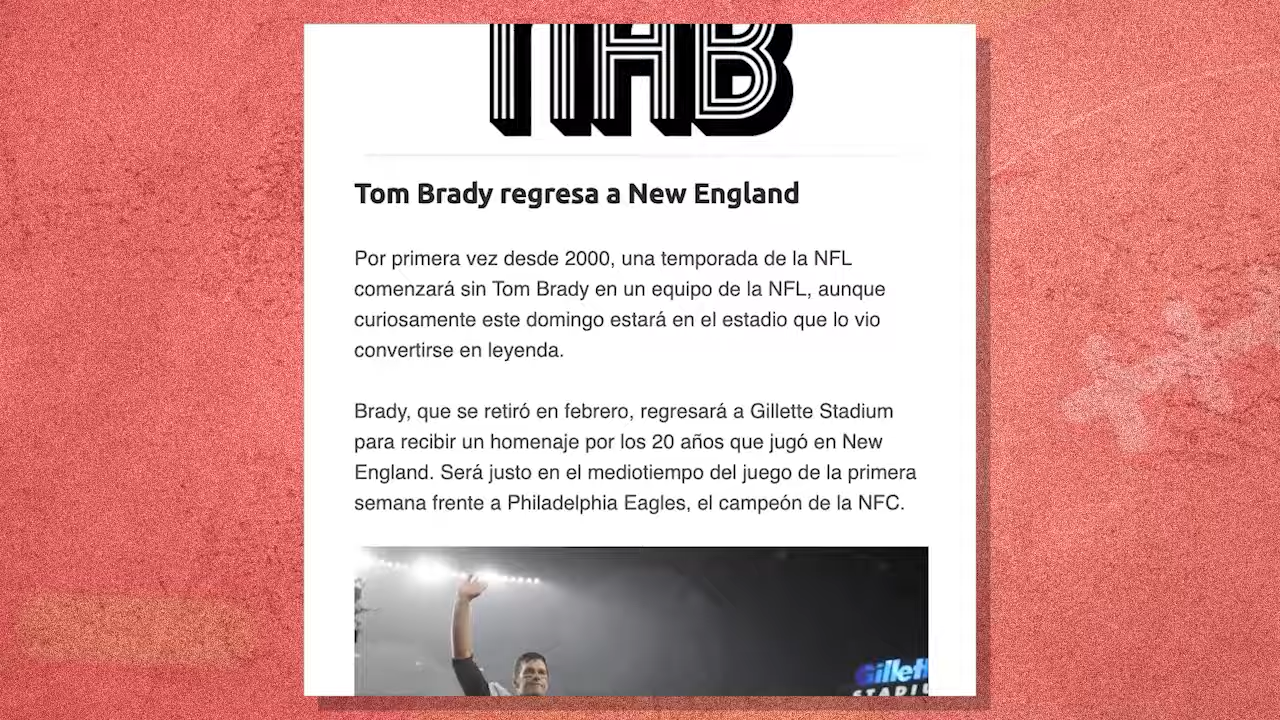 NAB
Tom Brady regresa a New England
Por primera vez desde 2000, una temporada de la NFL
comenzará sin Tom Brady en un equipo de la NFL, aunque
curiosamente este domingo estará en el estadio que lo vio
convertirse en leyenda.
Brady, que se retiró en febrero, regresará a Gillette Stadium
para recibir un homenaje por los 20 años que jugó en New
England. Será justo en el mediotiempo del juego de la primera
semana frente a Philadelphia Eagles, el campeón de la NFC.
Gillett
STADIU